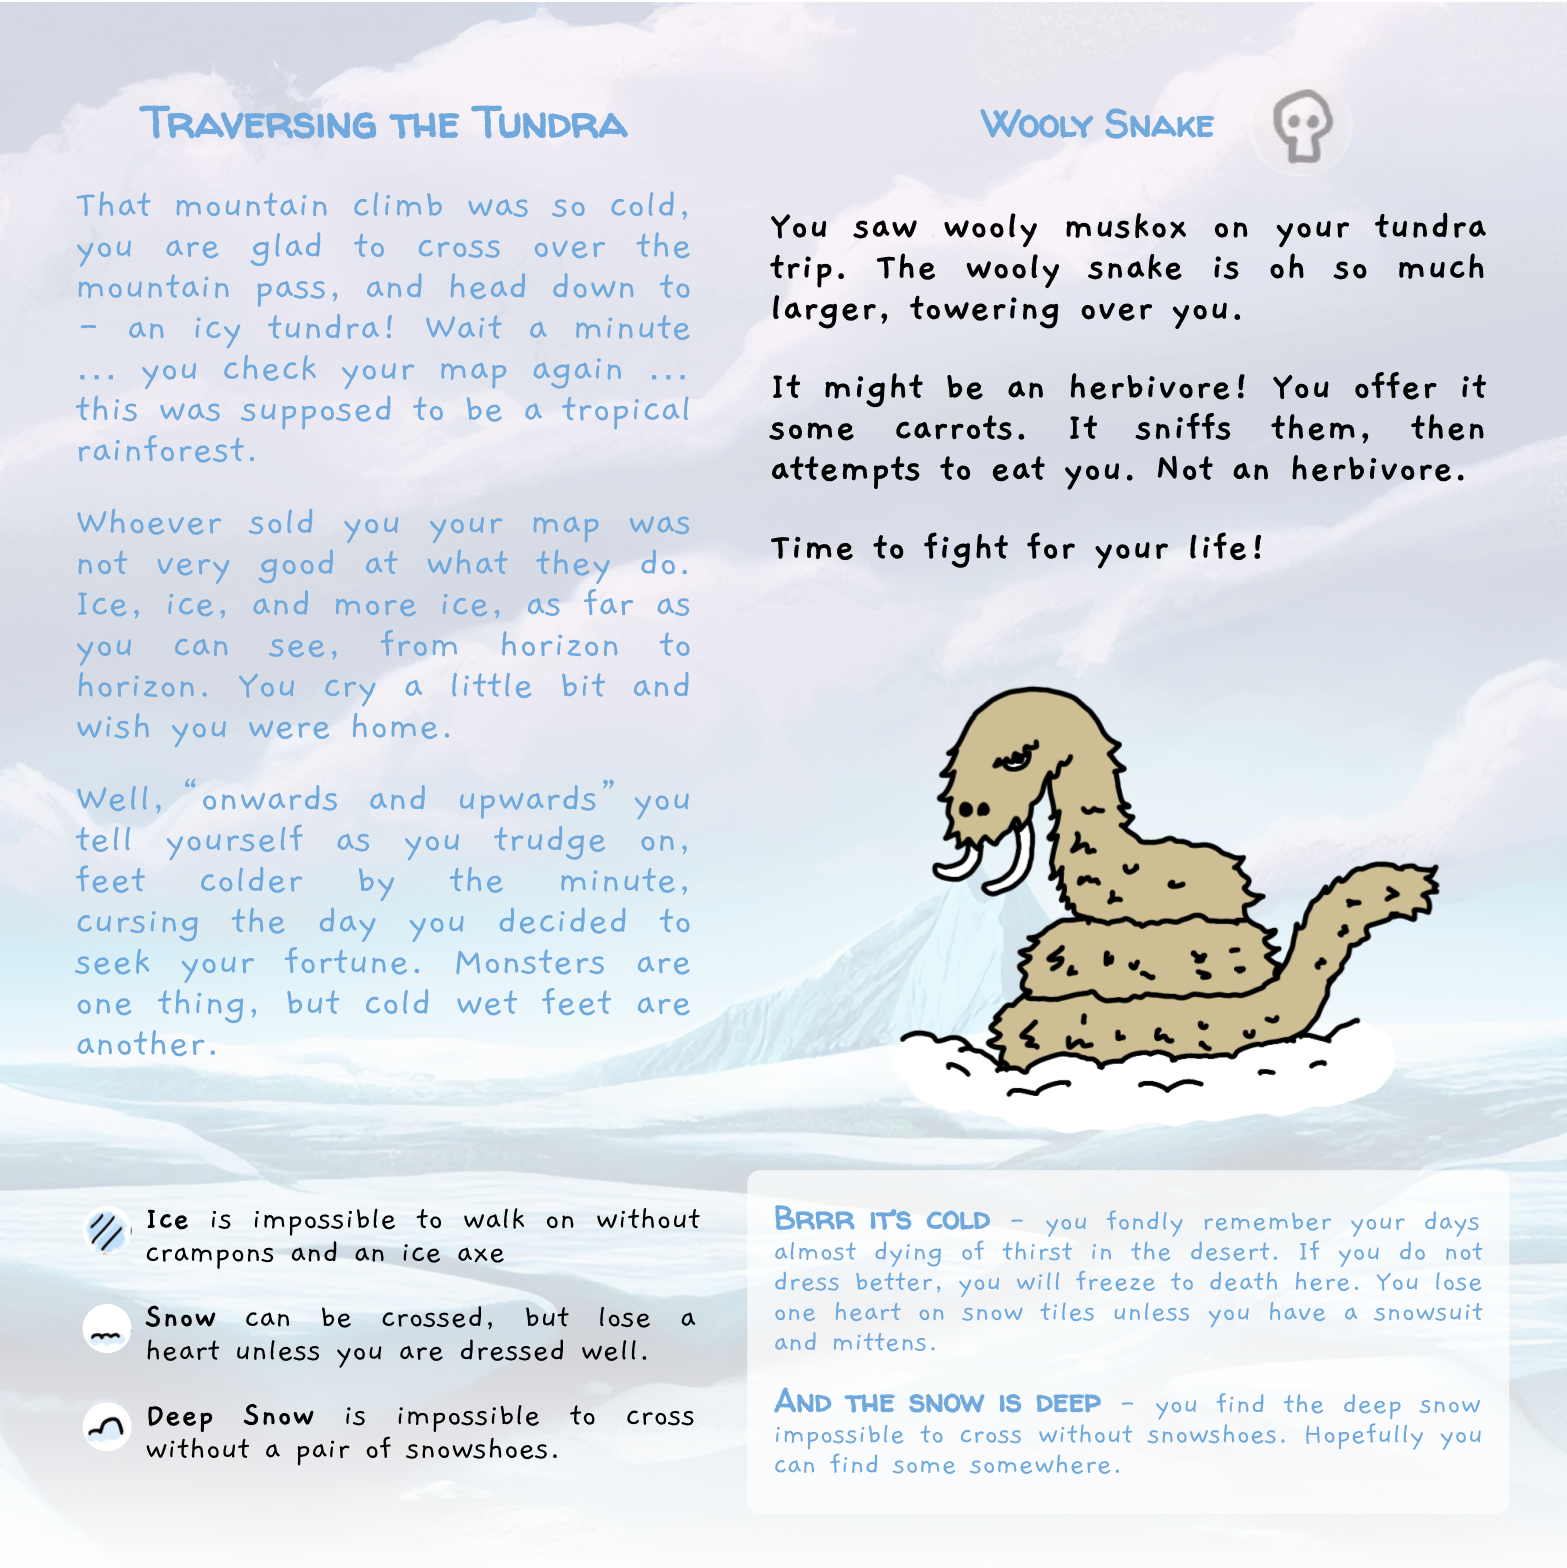 Traversing the Tundra
That mountain climb was so cold,
you are glad to cross over the
mountain pass, and head down to
- an icy tundra! Wait a minute
... you check your map again ...
this was supposed to be a tropical
rainforest.
Whoever sold you your map was
not very good at what they do.
Ice, ice, and more ice, as far as
you can see, from horizon to
horizon. You cry a little bit and
wish you were home.
Well, “onwards and upwards” you
tell yourself as you trudge on,
feet colder by the minute,
cursing the day you decided to
seek your fortune. Monsters are
one thing, but cold wet feet are
another.
Ice is impossible to walk on without
crampons and an ice axe
Snow can be crossed, but lose a
heart unless you are dressed well.
Deep Snow is impossible to cross
without a pair of snowshoes.
Wooly Snake
You saw wooly muskox on your tundra
trip. The wooly snake is oh so much
larger, towering over you.
It might be an herbivore! You offer it
some carrots. It sniffs them, then
attempts to eat you. Not an herbivore.
Time to fight for your life!
Brrr it's cold - you fondly remember your days
almost dying of thirst in the desert. If you do not
dress better, you will freeze to death here. You lose
one heart on snow tiles unless you have a snowsuit
and mittens.
And the snow is deep - you find the deep snow
impossible to cross without snowshoes. Hopefully you
can find some somewhere.